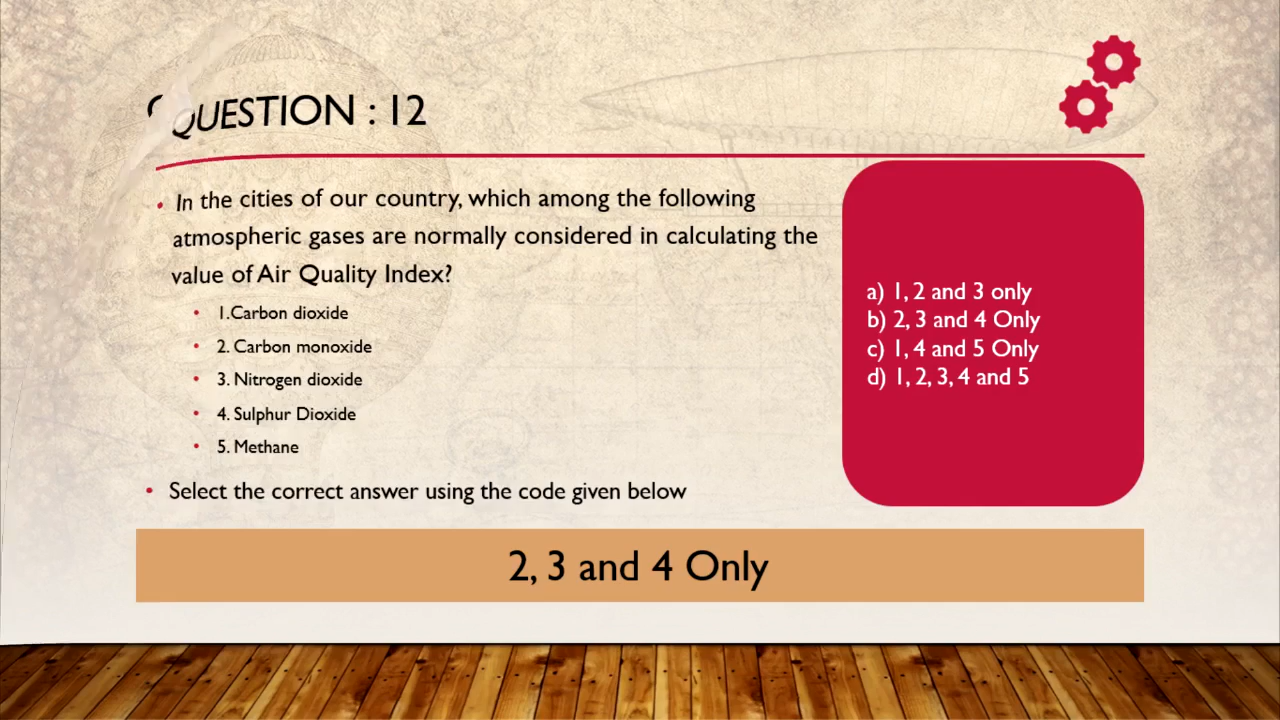 QUESTION : 12
In the cities of our country, which among the following
atmospheric gases are normally considered in calculating the
value of Air Quality Index?
1.Carbon dioxide
2. Carbon monoxide
3. Nitrogen dioxide
4. Sulphur Dioxide
5. Methane
Select the correct answer using the code given below
a) 1, 2 and 3 only
b) 2, 3 and 4 Only
c) 1, 4 and 5 Only
d) 1, 2, 3, 4 and 5
2, 3 and 4 Only